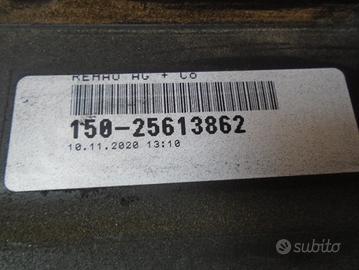 REHAU AG + Co
150-25613862
10.11.2020 13:10
subito